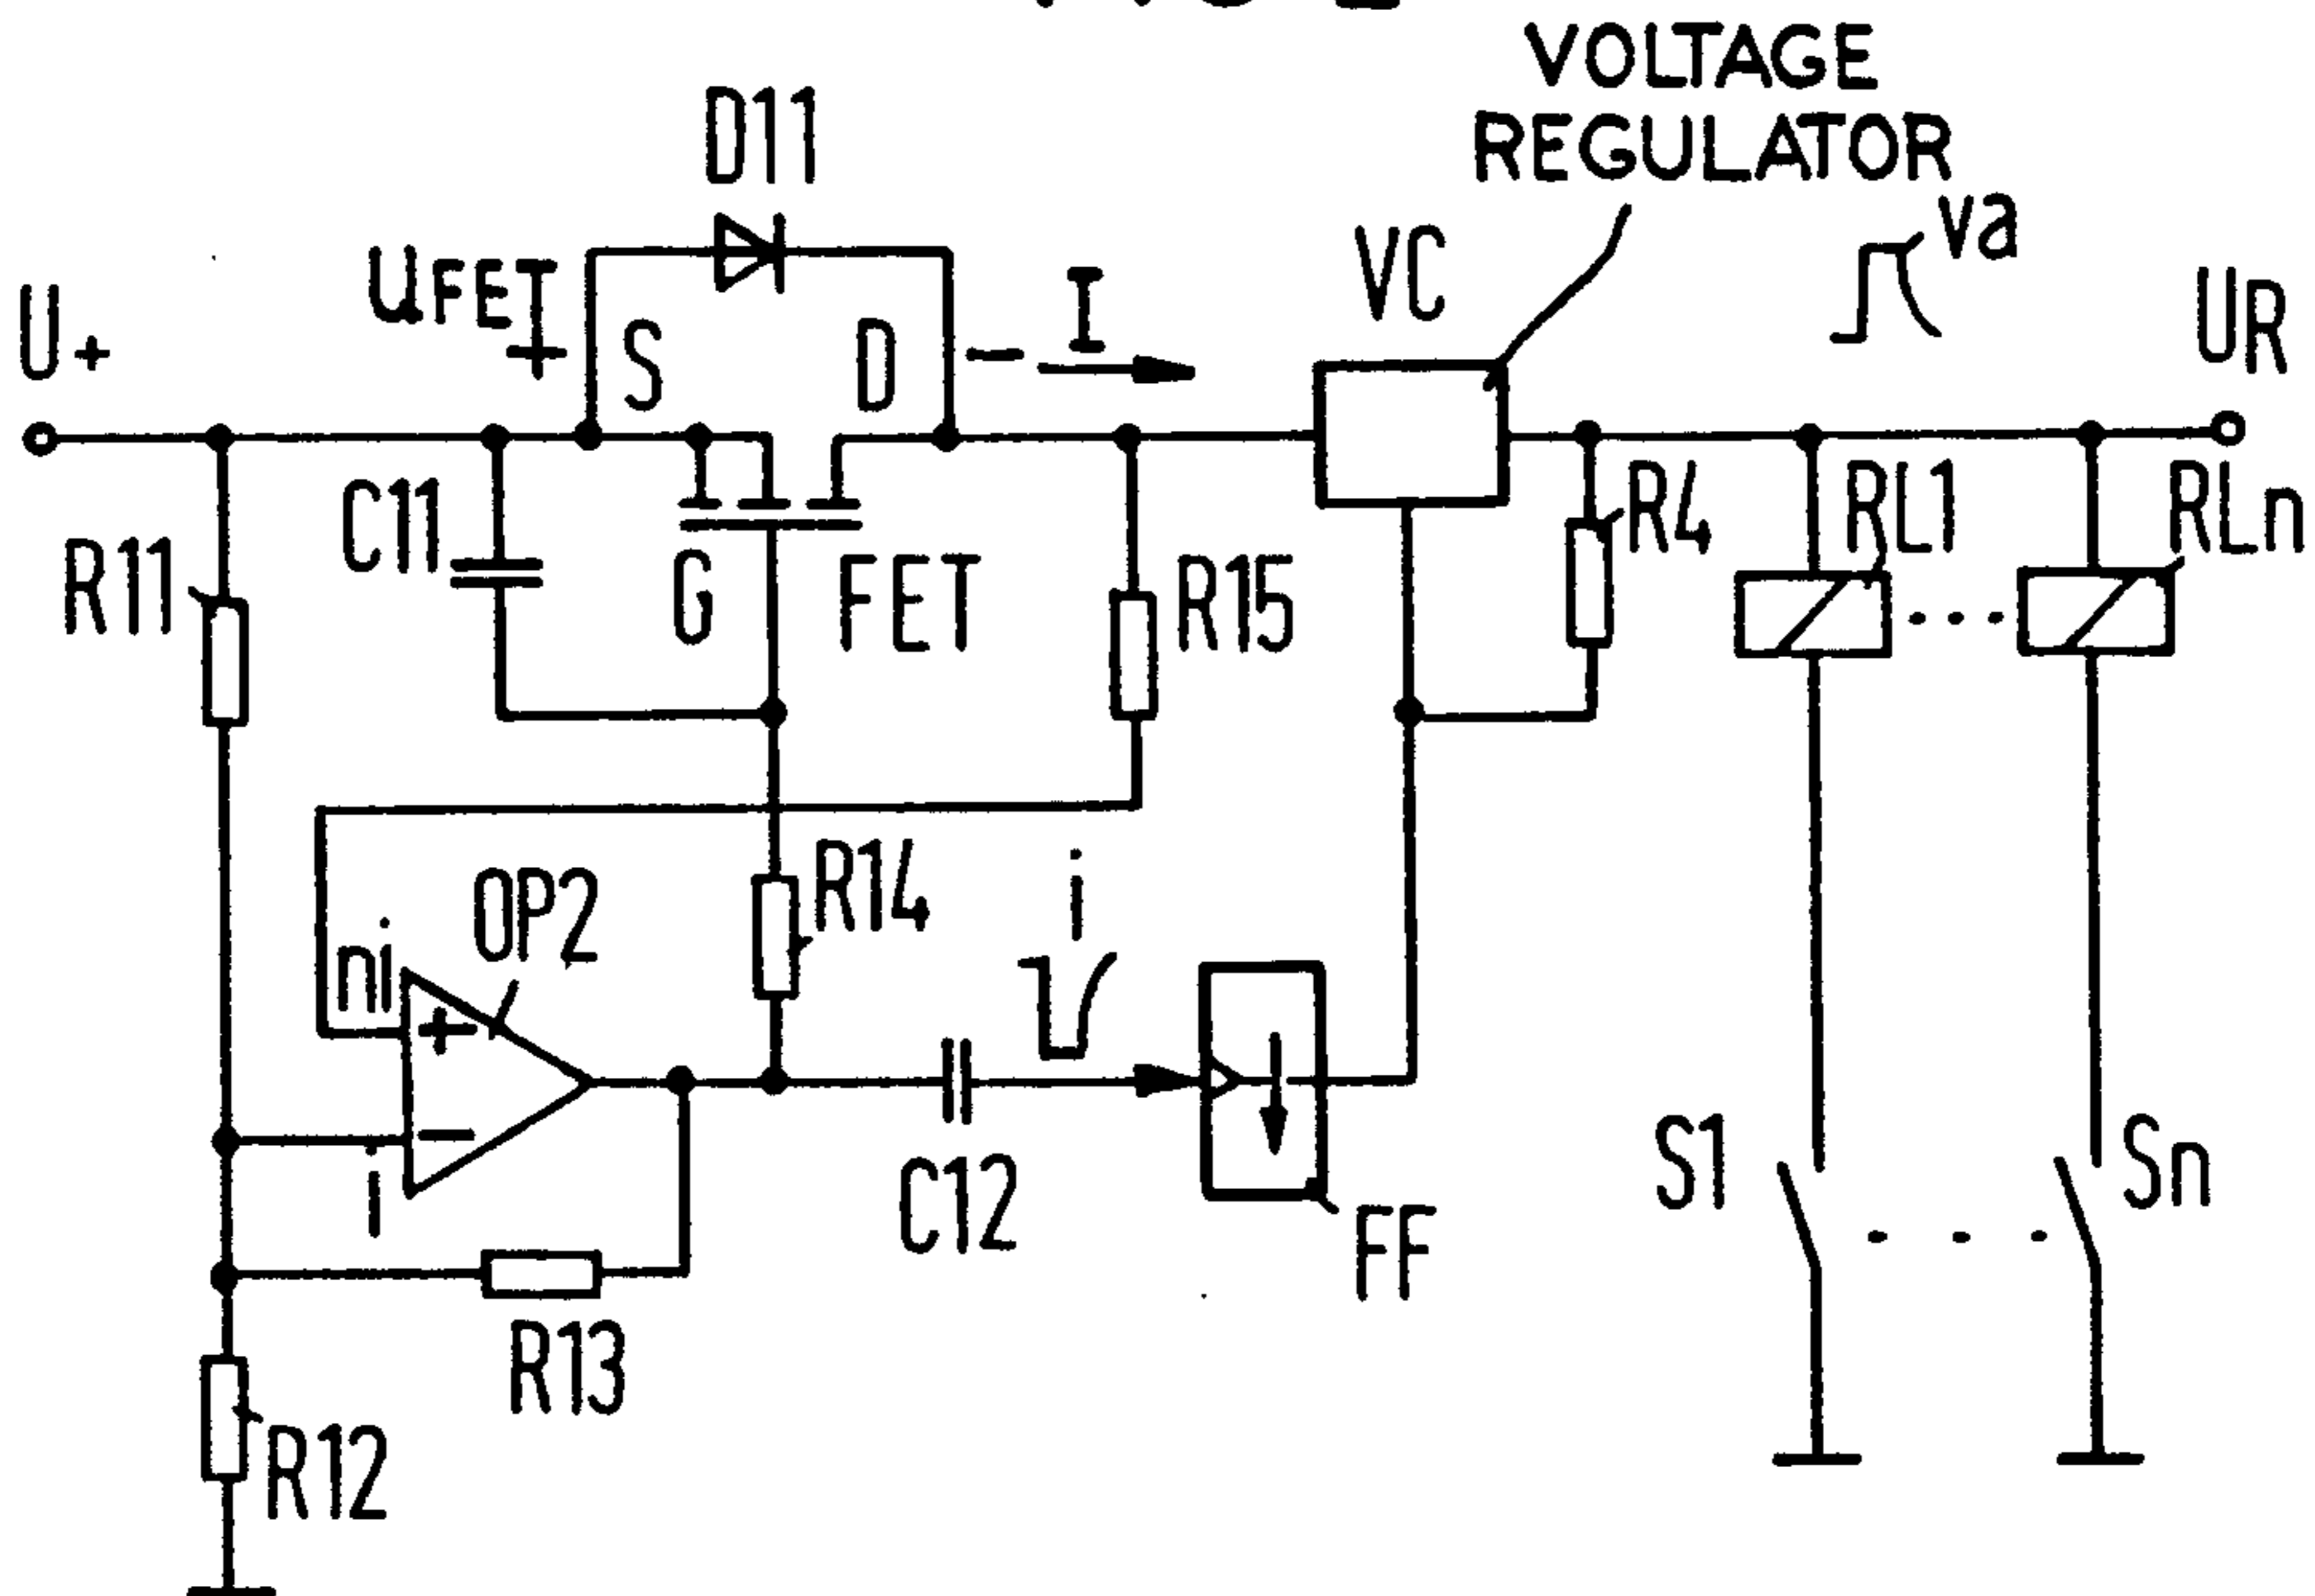 VOLTAGE
REGULATOR
D11
va
VC
UFET
I
UR
U+
+
S
D
-
C11
R4
RL1
RLn
R11
G
FET
R15
R14
i
OP2
ni
+
-
i
C12
FF
S1
Sn
R13
R12